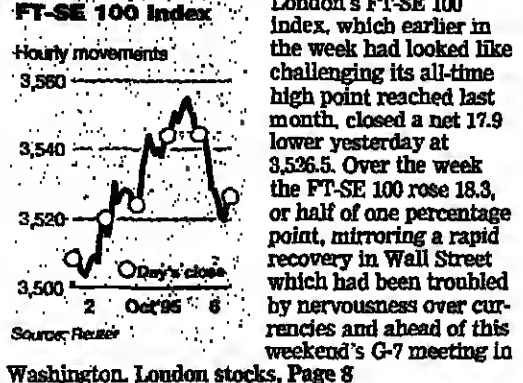 FT-SE 100 Index
Hourly movements
3,560
3,540
3,520
3,500
Day's close
2 Oct '95 6
Source: Reuter
London's FT-SE 100
index, which earlier in
the week had looked like
challenging its all-time
high point reached last
month, closed a net 17.9
lower yesterday at
3,526.5. Over the week
the FT-SE 100 rose 18.3,
or half of one percentage
point, mirroring a rapid
recovery in Wall Street
which had been troubled
by nervousness over cur-
rencies and ahead of this
weekend's G-7 meeting in
Washington. London stocks, Page 8